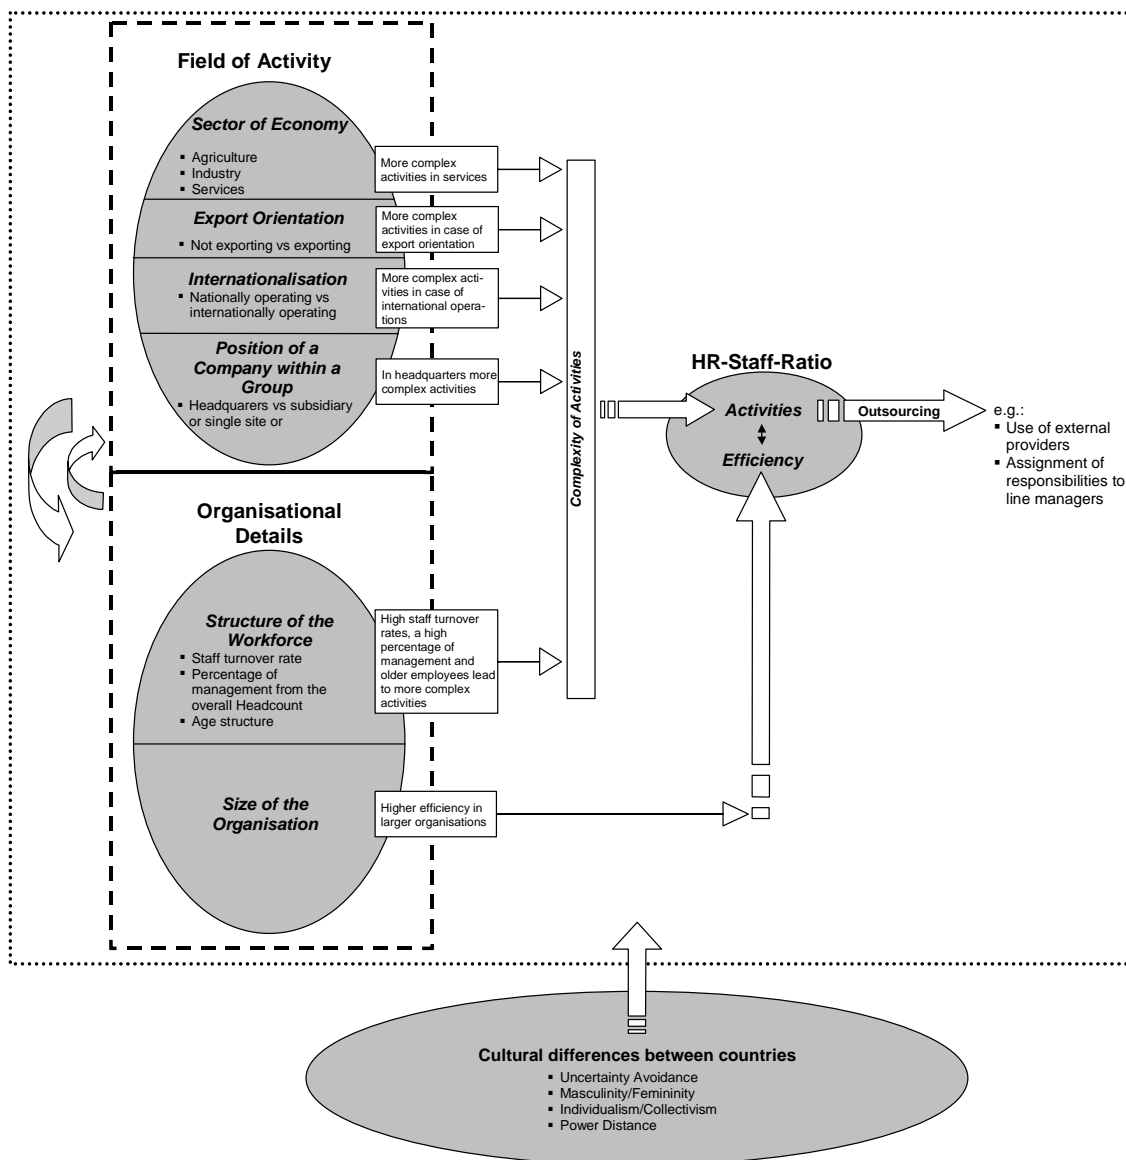 Field of Activity
Sector of Economy
▪ Agriculture
▪ Industry
▪ Services
More complex
activities in services
Export Orientation
▪ Not exporting vs exporting
More complex
activities in case of
export orientation
Internationalisation
▪ Nationally operating vs
internationally operating
More complex acti-
vities in case of
international opera-
tions
Position of a
Company within a
Group
▪ Headquarers vs subsidiary
or single site or
In headquarters more
complex activities
Complexity of Activities
HR-Staff-Ratio
Activities
Efficiency
Outsourcing
e.g.:
▪ Use of external
providers
▪ Assignment of
responsibilities to
line managers
Organisational
Details
Structure of the
Workforce
▪ Staff turnover rate
▪ Percentage of
management from the
overall Headcount
▪ Age structure
High staff turnover
rates, a high
percentage of
management and
older employees lead
to more complex
activities
Size of the
Organisation
Higher efficiency in
larger organisations
Cultural differences between countries
▪ Uncertainty Avoidance
▪ Masculinity/Femininity
▪ Individualism/Collectivism
▪ Power Distance